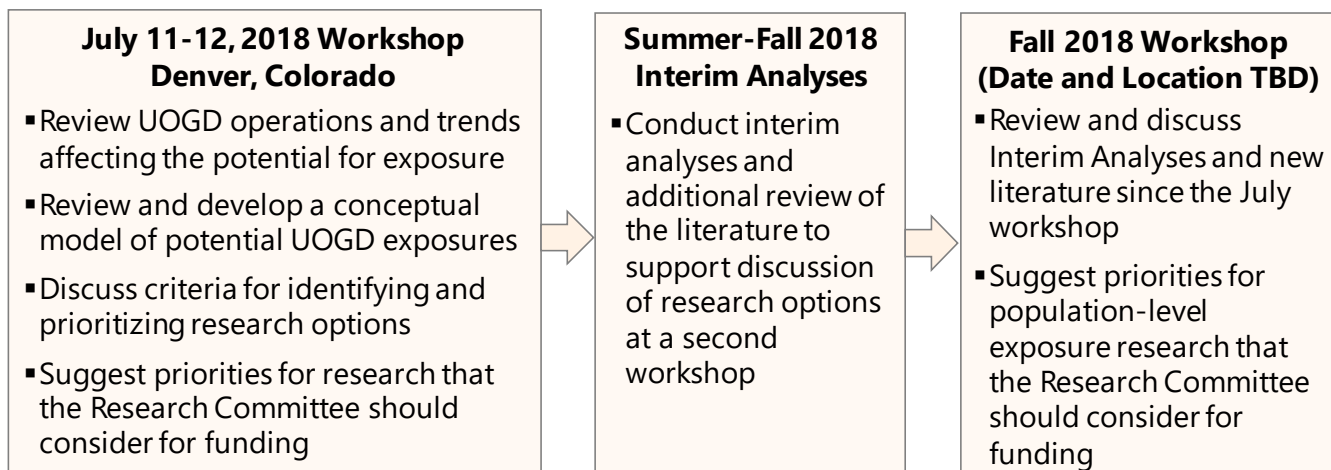 July 11-12, 2018 Workshop
Denver, Colorado
▪Review UOGD operations and trends
affecting the potential for exposure
▪Review and develop a conceptual
model of potential UOGD exposures
▪Discuss criteria for identifying and
prioritizing research options
▪Suggest priorities for research that
the Research Committee should
consider for funding
Summer-Fall 2018
Interim Analyses
▪Conduct interim
analyses and
additional review of
the literature to
support discussion
of research options
at a second
workshop
Fall 2018 Workshop
(Date and Location TBD)
▪Review and discuss
Interim Analyses and new
literature since the July
workshop
▪Suggest priorities for
population-level
exposure research that
the Research Committee
should consider for
funding